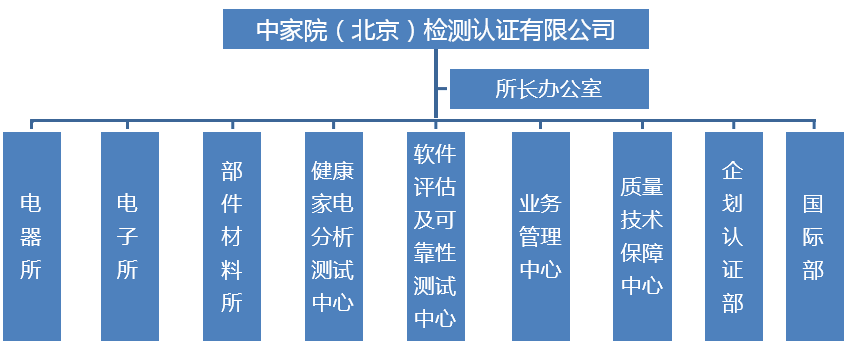 中家院（北京）检测认证有限公司
所长办公室
电
器
所
电
子
所
部
件
材
料
所
健康
家电
分析
测试
中心
软件
评估
及可
靠性
测试
中心
业务
管理
中心
质量
技术
保障
中心
企
划
认
证
部
国
际
部